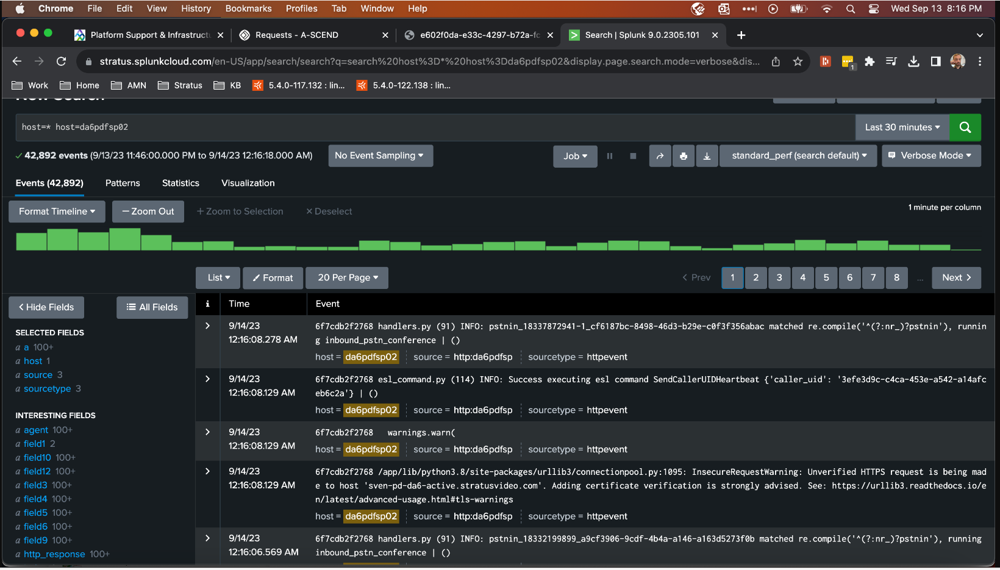 Chrome File Edit View History Bookmarks Profiles Tab Window Help Wed Sep 13 8:16 PM
Platform Support & Infrastructu Requests - A-SCEND e602f0da-e33c-4297-b72a-fc Search | Splunk 9.0.2305.101
stratus.splunkcloud.com/en-US/app/search/search?q=search%20host%3D*%20host%3Dda6pdfsp02&display.page.search.mode=verbose&dis... 1
Work Home AMN Stratus KB 5.4.0-117.132 : lin... 5.4.0-122.138 : lin...
New Search
host=* host=da6pdfsp02 Last 30 minutes
42,892 events (9/13/23 11:46:00.000 PM to 9/14/23 12:16:18.000 AM) No Event Sampling Job standard_perf (search default) Verbose Mode
Events (42,892) Patterns Statistics Visualization
Format Timeline — Zoom Out + Zoom to Selection × Deselect 1 minute per column
List Format 20 Per Page < Prev 1 2 3 4 5 6 7 8 ... Next >
< Hide Fields All Fields
i Time Event
SELECTED FIELDS
a a 100+
a host 1
a source 3
a sourcetype 3
INTERESTING FIELDS
a agent 100+
a field1 2
a field10 100+
a field12 100+
a field3 100+
a field4 100+
a field5 100+
a field6 100+
a field9 100+
a http_response 100+
9/14/23
12:16:08.278 AM
6f7cdb2f2768 handlers.py (91) INFO: pstnin_18337872941-1_cf6187bc-8498-46d3-b29e-c0f3f356abac matched re.compile('^(?:nr_)?pstnin'), runnin
g inbound_pstn_conference | ()
host = da6pdfsp02 source = http:da6pdfsp sourcetype = httpevent
9/14/23
12:16:08.129 AM
6f7cdb2f2768 esl_command.py (114) INFO: Success executing esl command SendCallerUIDHeartbeat {'caller_uid': '3efe3d9c-c4ca-453e-a542-a14afc
eb6c2a'} | ()
host = da6pdfsp02 source = http:da6pdfsp sourcetype = httpevent
9/14/23
12:16:08.129 AM
6f7cdb2f2768 warnings.warn(
host = da6pdfsp02 source = http:da6pdfsp sourcetype = httpevent
9/14/23
12:16:08.129 AM
6f7cdb2f2768 /app/lib/python3.8/site-packages/urllib3/connectionpool.py:1095: InsecureRequestWarning: Unverified HTTPS request is being mad
e to host 'sven-pd-da6-active.stratusvideo.com'. Adding certificate verification is strongly advised. See: https://urllib3.readthedocs.io/e
n/latest/advanced-usage.html#tls-warnings
host = da6pdfsp02 source = http:da6pdfsp sourcetype = httpevent
9/14/23
12:16:06.569 AM
6f7cdb2f2768 handlers.py (91) INFO: pstnin_18332199899_a9cf3906-9cdf-4b4a-a146-a163d5273f0b matched re.compile('^(?:nr_)?pstnin'), running
inbound_pstn_conference | ()